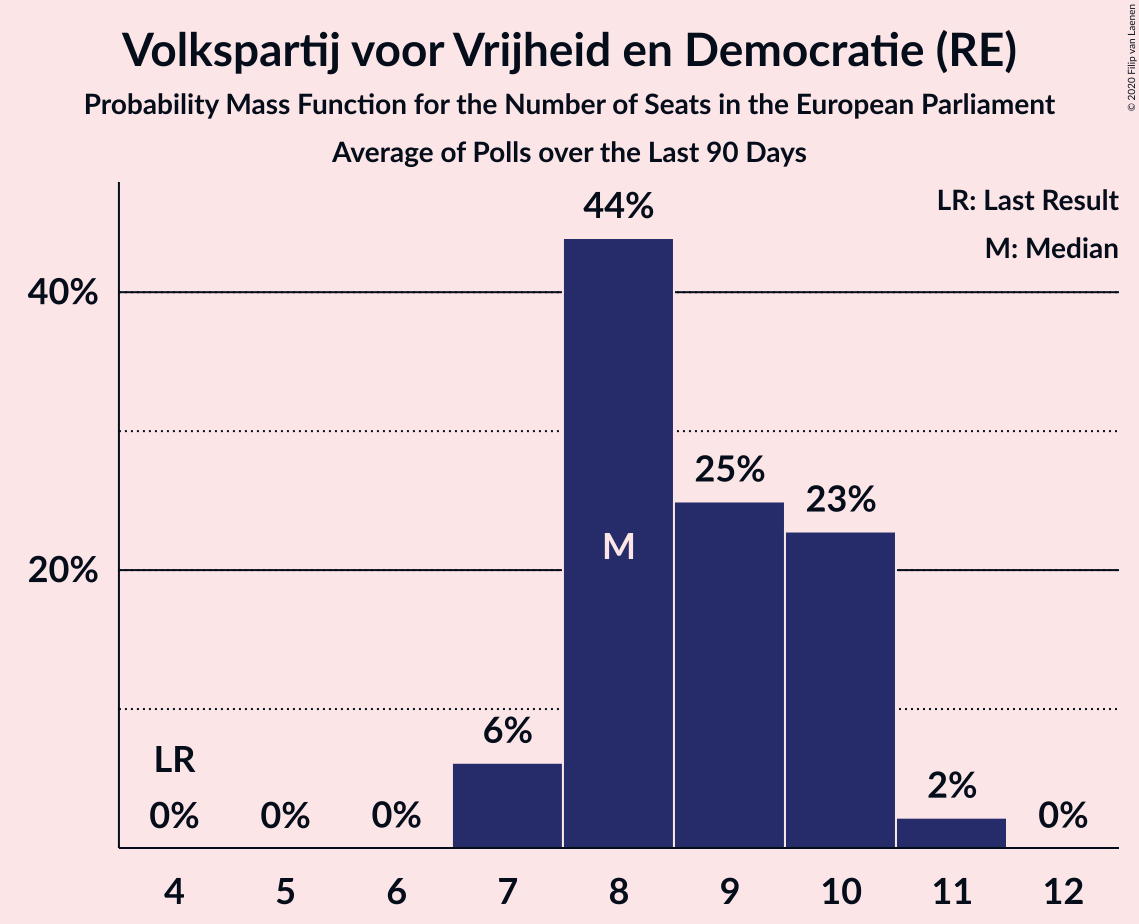 Volkspartij voor Vrijheid en Democratie (RE)
Probability Mass Function for the Number of Seats in the European Parliament
Average of Polls over the Last 90 Days
© 2020 Filip van Laenen
LR: Last Result
M: Median
44%
40%
25%
23%
M
20%
6%
LR
2%
0%
0%
0%
0%
4
5
6
7
8
9
10
11
12